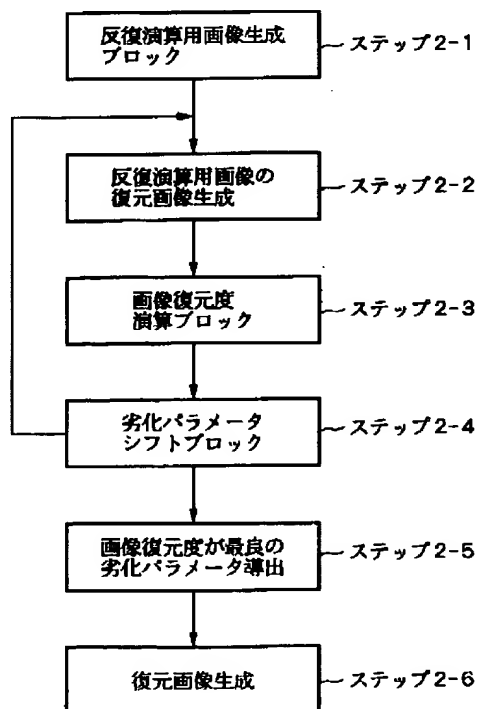 反復演算用画像生成
ブロック
ステップ2-1
反復演算用画像の
復元画像生成
ステップ2-2
画像復元度
演算ブロック
ステップ2-3
劣化パラメータ
シフトブロック
ステップ2-4
画像復元度が最良の
劣化パラメータ導出
ステップ2-5
復元画像生成
ステップ2-6